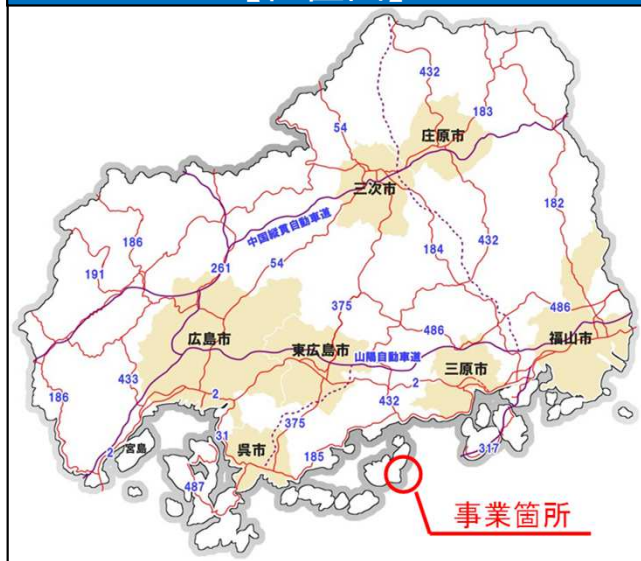 432
54
183
庄原市
三次市
182
中国縦貫自動車道
186
191
261
54
184
432
375
486
486
広島市
東広島市
山陽自動車道
福山市
三原市
433
186
2
2
432
375
31
呉市
185
317
2
宮島
487
事業箇所